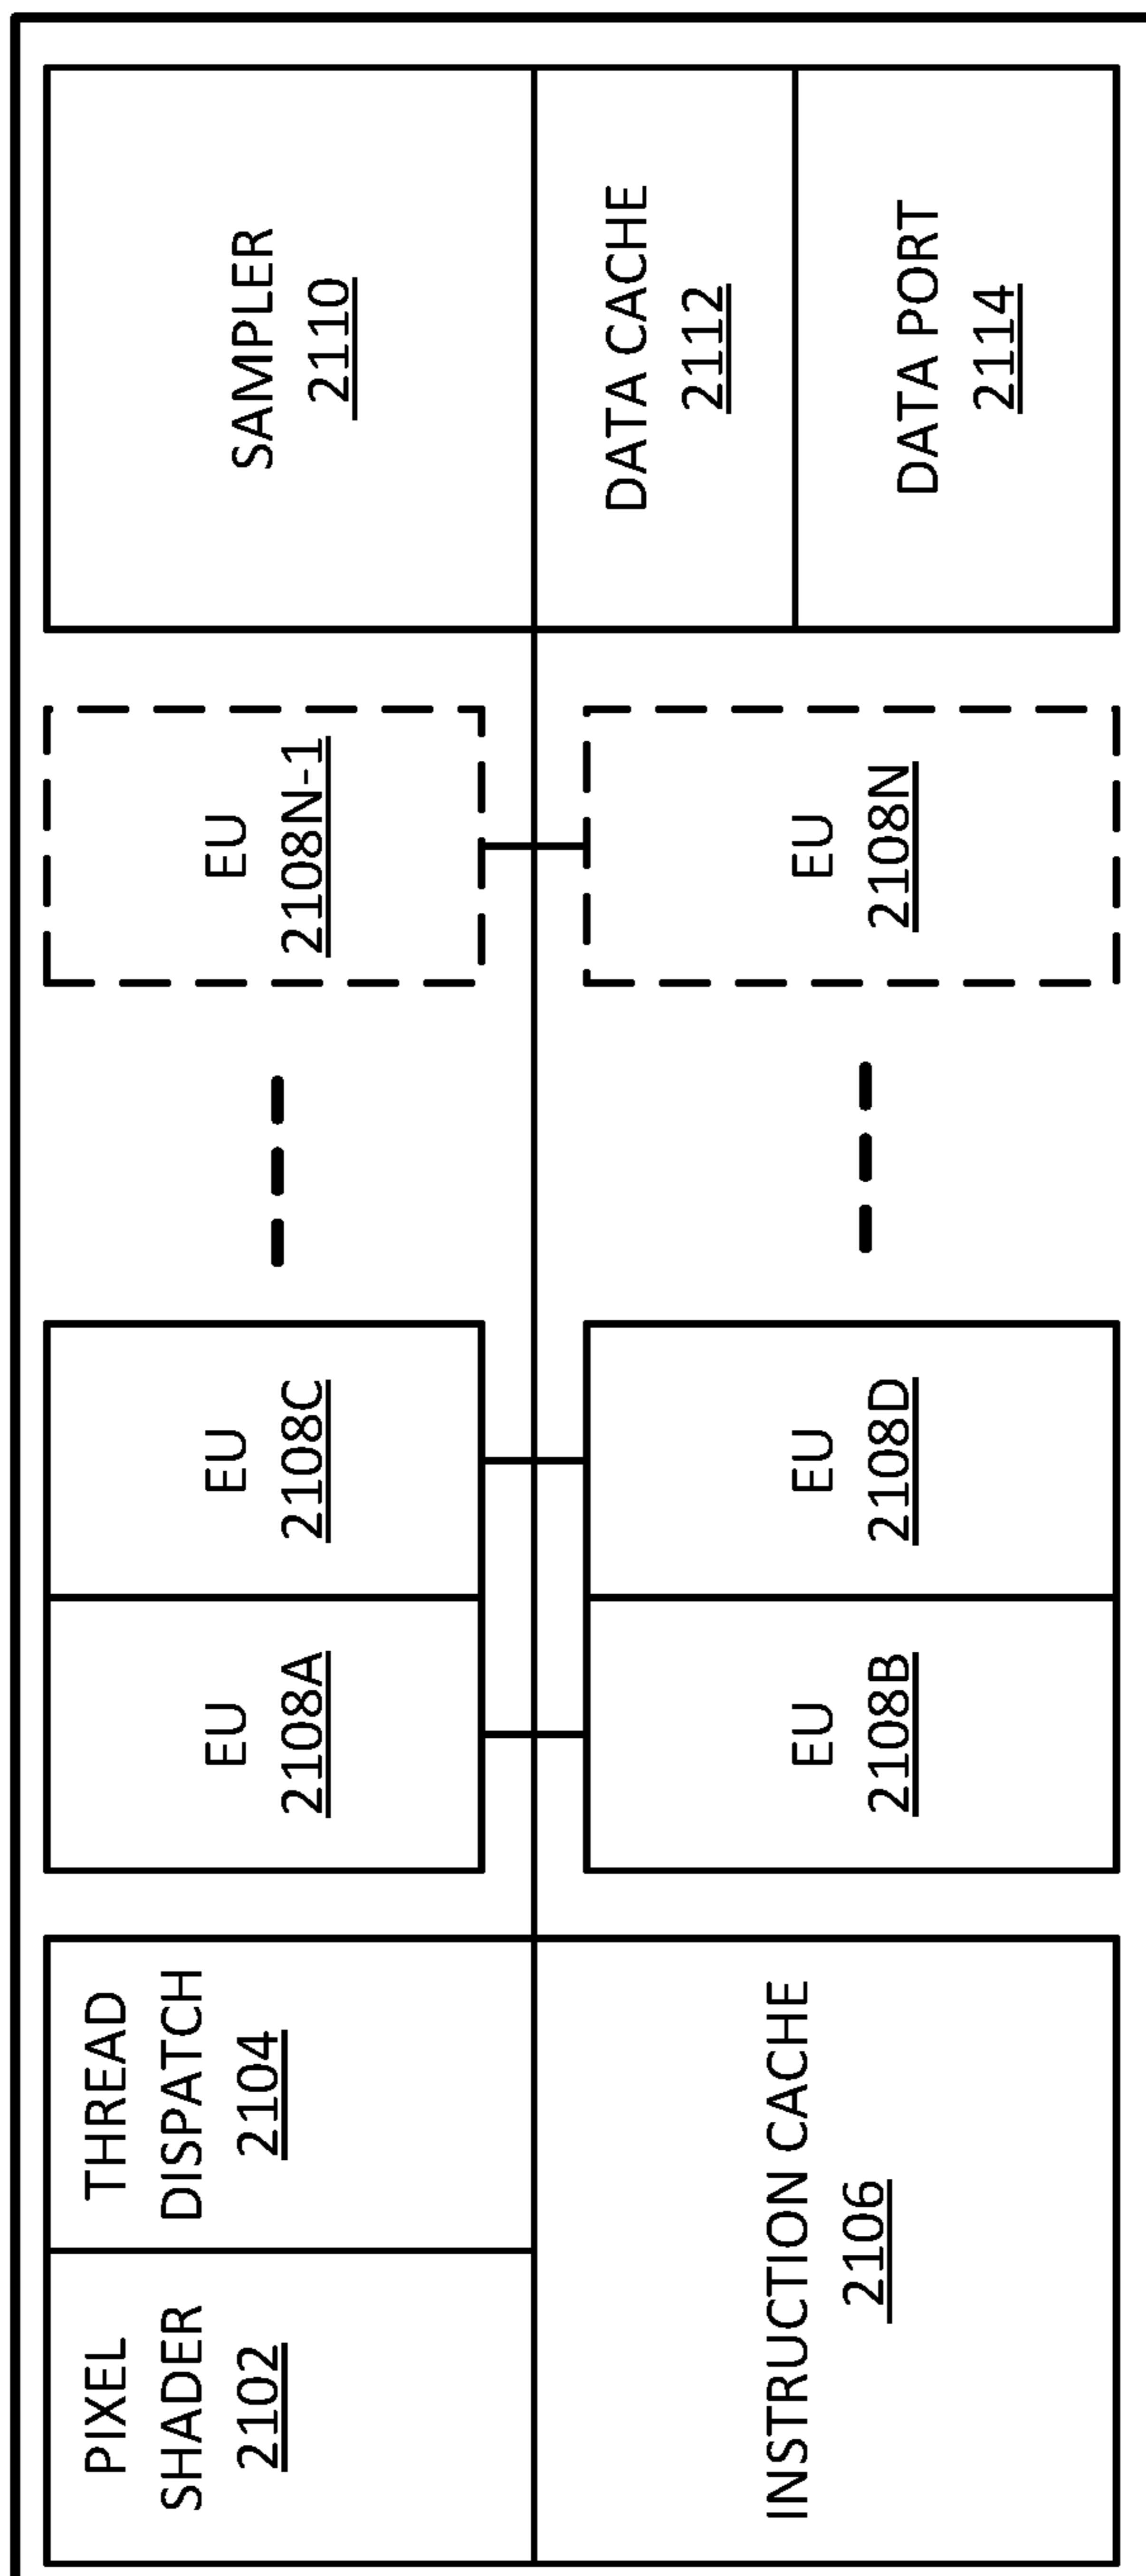 PIXEL
SHADER
2102
THREAD
DISPATCH
2104
INSTRUCTION CACHE
2106
EU
2108A
EU
2108C
EU
2108B
EU
2108D
EU
2108N-1
EU
2108N
SAMPLER
2110
DATA CACHE
2112
DATA PORT
2114